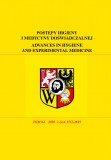 POSTĘPY HIGIENY
I MEDYCYNY DOŚWIADCZALNEJ
ADVANCES IN HYGIENE
AND EXPERIMENTAL MEDICINE